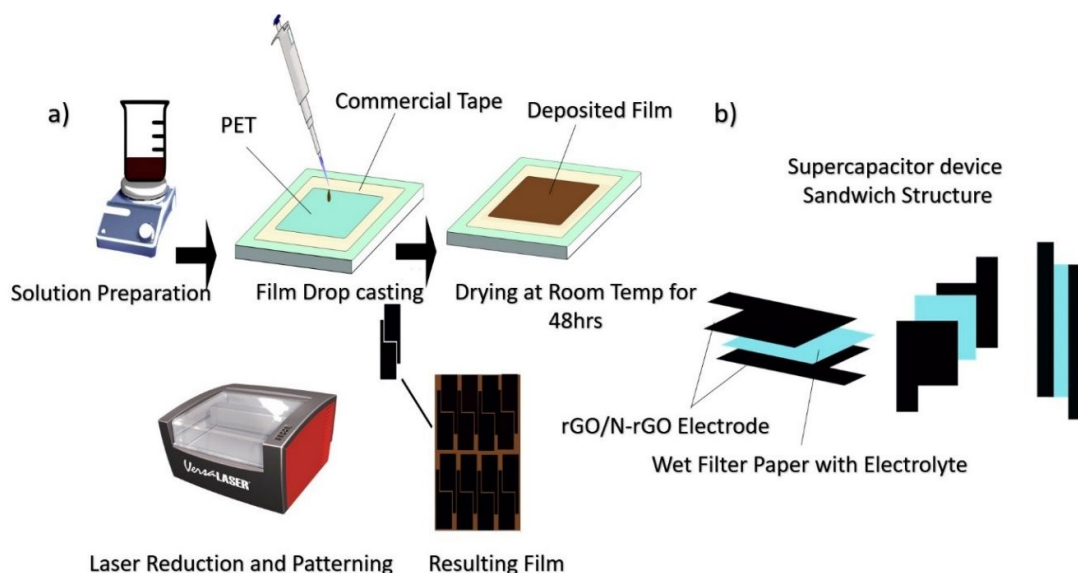 a)
PET
Commercial Tape
Deposited Film
b)
Supercapacitor device
Sandwich Structure
Solution Preparation
Film Drop casting
Drying at Room Temp for
48hrs
rGO/N-rGO Electrode
Wet Filter Paper with Electrolyte
VersaLASER
Laser Reduction and Patterning
Resulting Film